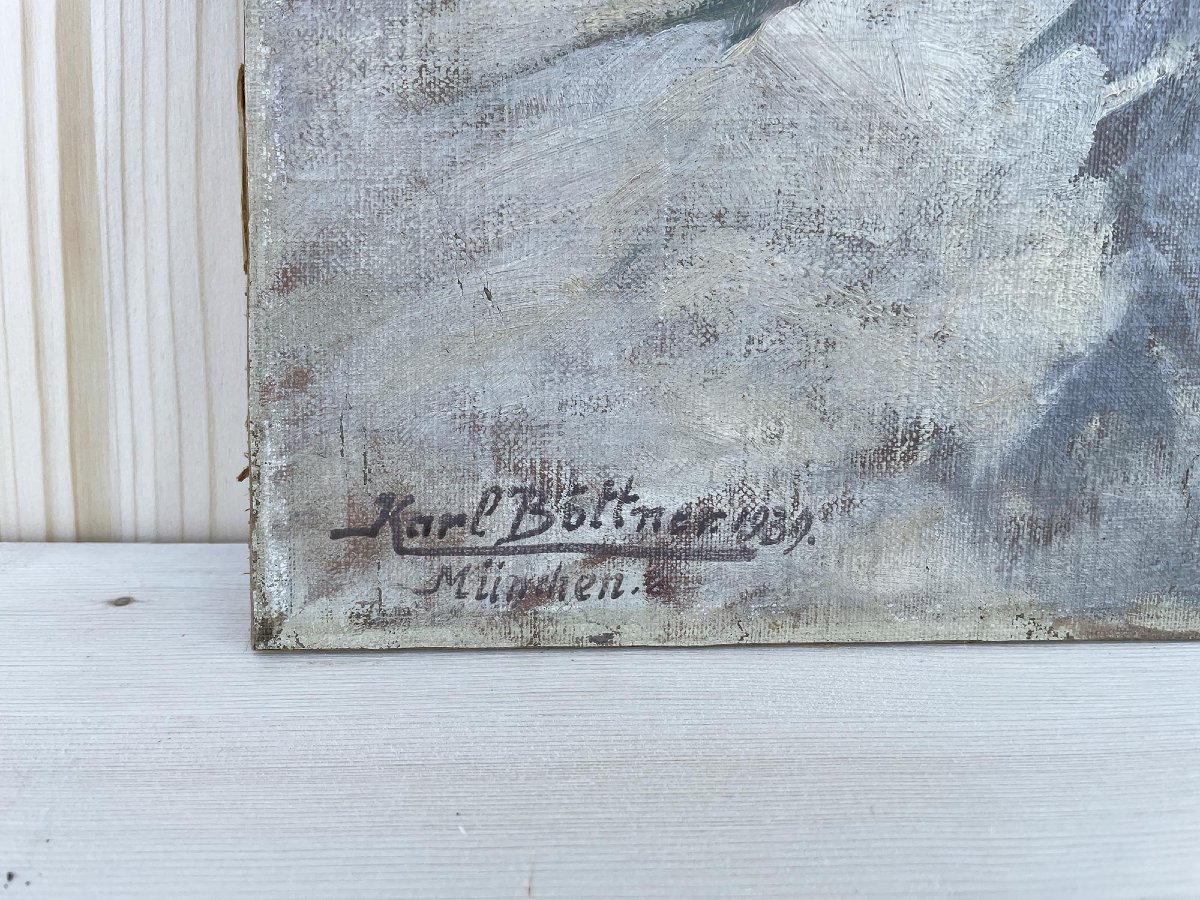 Karl Böttner 1939.
München.